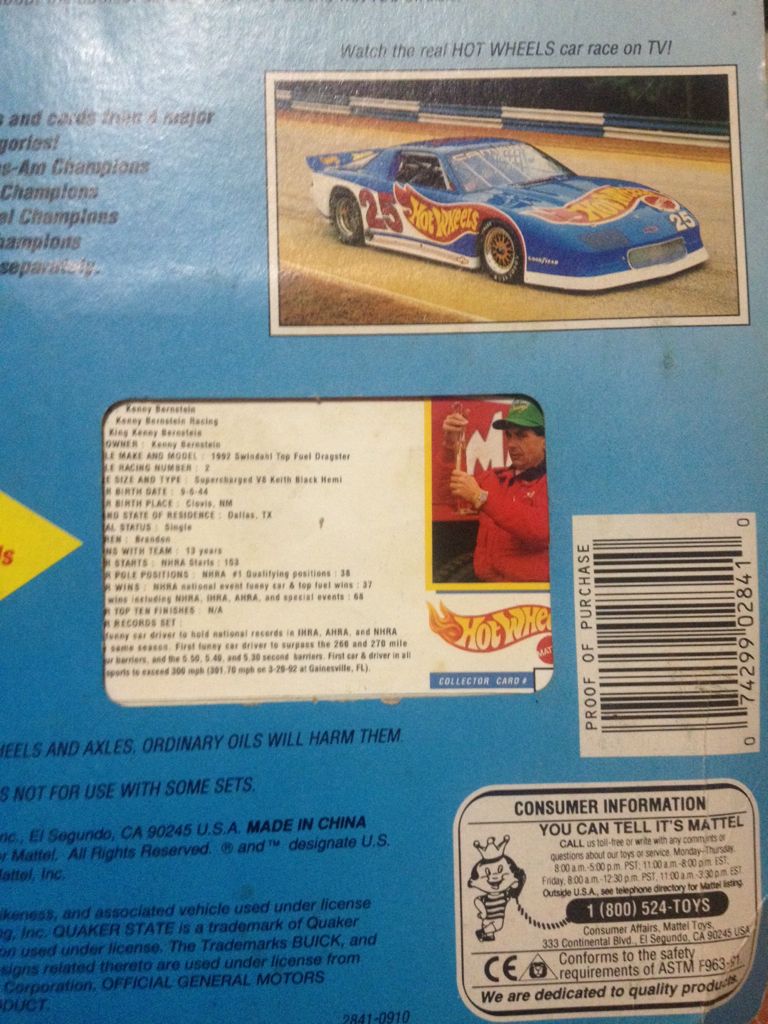 Watch the real HOT WHEELS car race on TV!
s and cards from 4 major
gories!
s-Am Champions
Champions
al Champions
hampions
separately.
25
HOT WHEELS
HOT WHEELS
25
GOODYEAR
Kenny Bernstein
Kenny Bernstein Racing
King Kenny Bernstein
OWNER : Kenny Bernstein
LE MAKE AND MODEL : 1992 Swindahl Top Fuel Dragster
LE RACING NUMBER : 2
E SIZE AND TYPE : Supercharged V8 Keith Black Hemi
R BIRTH DATE : 9-6-44
R BIRTH PLACE : Clovis, NM
ND STATE OF RESIDENCE : Dallas, TX
AL STATUS : Single
REN : Brandon
NS WITH TEAM : 13 years
R STARTS : NHRA Starts : 153
R POLE POSITIONS : NHRA #1 Qualifying positions : 38
R WINS : NHRA national event funny car & top fuel wins : 37
wins including NHRA, IHRA, AHRA, and special events : 68
R TOP TEN FINISHES : N/A
R RECORDS SET :
funny car driver to hold national records in IHRA, AHRA, and NHRA
same season. First funny car driver to surpass the 260 and 270 mile
ur barriers, and the 5.50, 5.40, and 5.30 second barriers. First car & driver in all
sports to exceed 300 mph (301.70 mph on 3-20-92 at Gainesville, FL).
HOT WHE
MAT
COLLECTOR CARD #
ls
PROOF OF PURCHASE
0 74299 02841 0
HEELS AND AXLES, ORDINARY OILS WILL HARM THEM.
S NOT FOR USE WITH SOME SETS.
nc., El Segundo, CA 90245 U.S.A. MADE IN CHINA
r Mattel. All Rights Reserved. ® and ™ designate U.S.
Mattel, Inc.
ikeness, and associated vehicle used under license
g, Inc. QUAKER STATE is a trademark of Quaker
on used under license. The Trademarks BUICK, and
signs related thereto are used under license from
Corporation, OFFICIAL GENERAL MOTORS
ODUCT.
2841-0910
CONSUMER INFORMATION
YOU CAN TELL IT'S MATTEL
CALL us toll-free or write with any comments or
questions about our toys or service. Monday-Thursday,
8:00 a.m.-5:00 p.m. PST; 11:00 a.m.-8:00 p.m. EST.
Friday, 8:00 a.m.-12:30 p.m. PST, 11:00 a.m.-3:30 p.m. EST
Outside U.S.A., see telephone directory for Mattel listing.
1 (800) 524-TOYS
Consumer Affairs, Mattel Toys,
333 Continental Blvd., El Segundo, CA 90245 USA
CE
Conforms to the safety
requirements of ASTM F963-91.
We are dedicated to quality products.